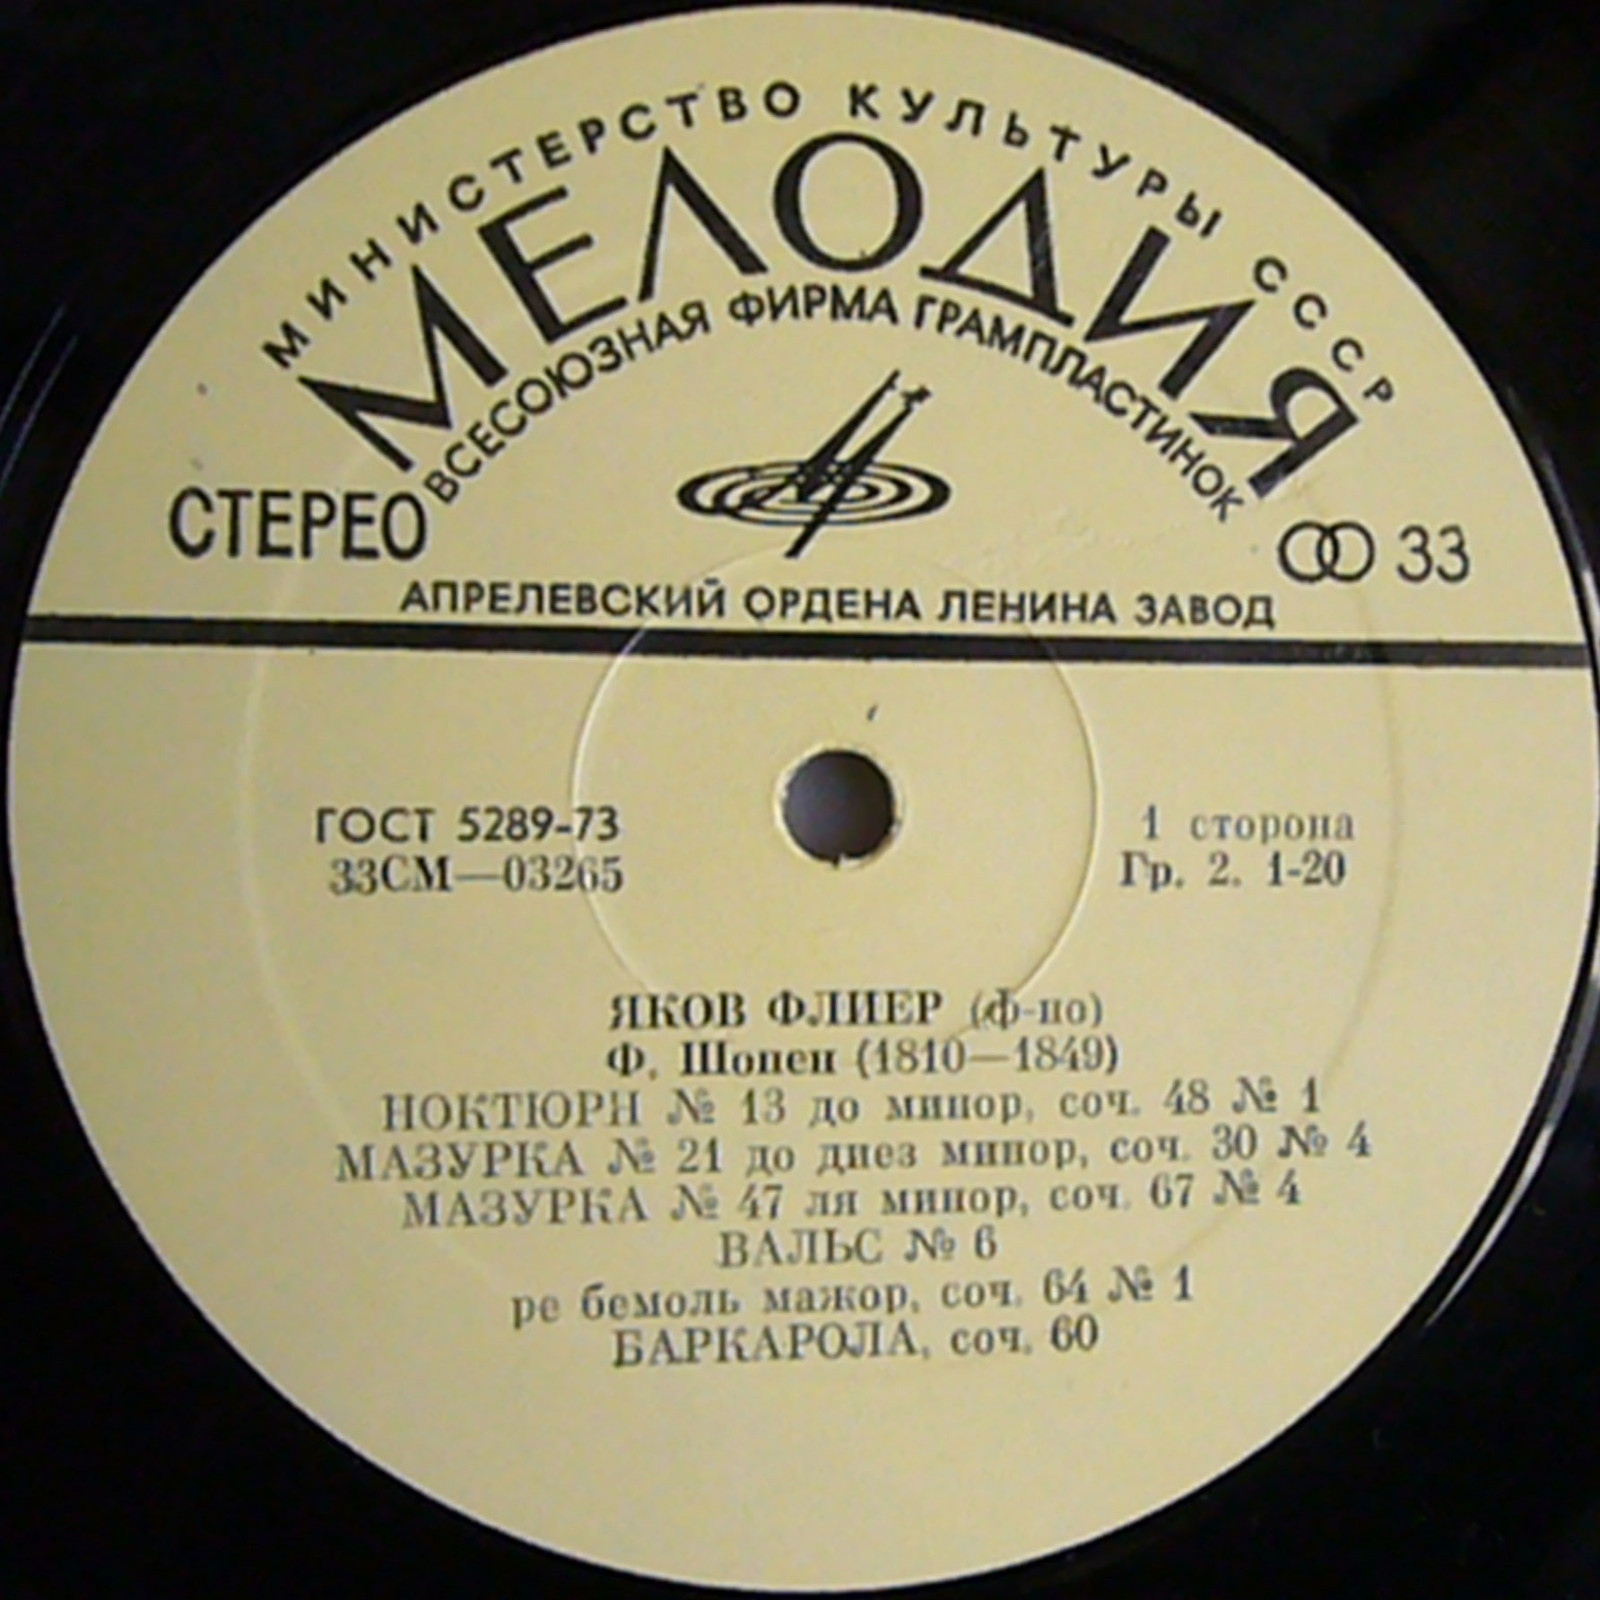 МИНИСТЕРСТВО КУЛЬТУРЫ СССР
МЕЛОДИЯ
ВСЕСОЮЗНАЯ ФИРМА ГРАМПЛАСТИНОК
СТЕРЕО
33
АПРЕЛЕВСКИЙ ОРДЕНА ЛЕНИНА ЗАВОД
ГОСТ 5289-73
33СМ—03265
1 сторона
Гр. 2. 1-20
ЯКОВ ФЛИЕР (ф-по)
Ф. Шопен (1810—1849)
НОКТЮРН № 13 до минор, соч. 48 № 1
МАЗУРКА № 21 до диез минор, соч. 30 № 4
МАЗУРКА № 47 ля минор, соч. 67 № 4
ВАЛЬС № 6
ре бемоль мажор, соч. 64 № 1
БАРКАРОЛА, соч. 60